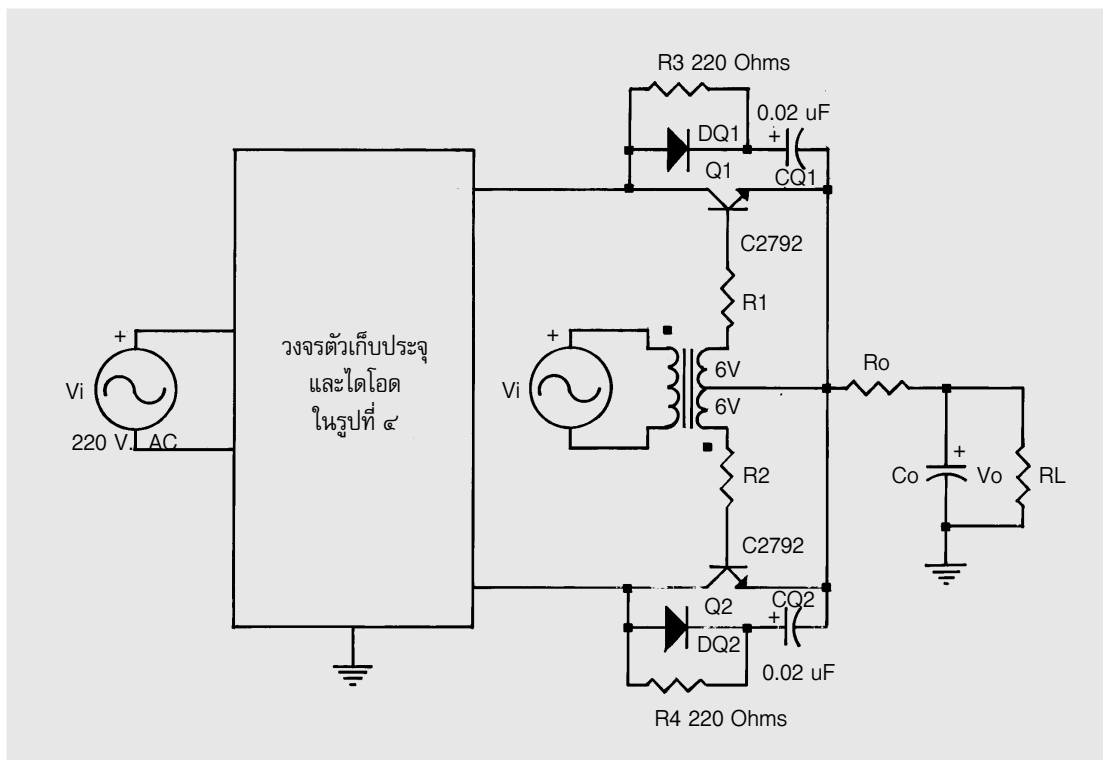 R3 220 Ohms
0.02 uF
+
DQ1
Q1
CQ1
C2792
R1
+
Vi
220 V. AC
วงจรตัวเก็บประจุ
และไดโอด
ในรูปที่ ๔
+
Vi
6V
6V
Ro
R2
+
Co
Vo
RL
C2792
Q2
CQ2
+
DQ2
0.02 uF
R4 220 Ohms